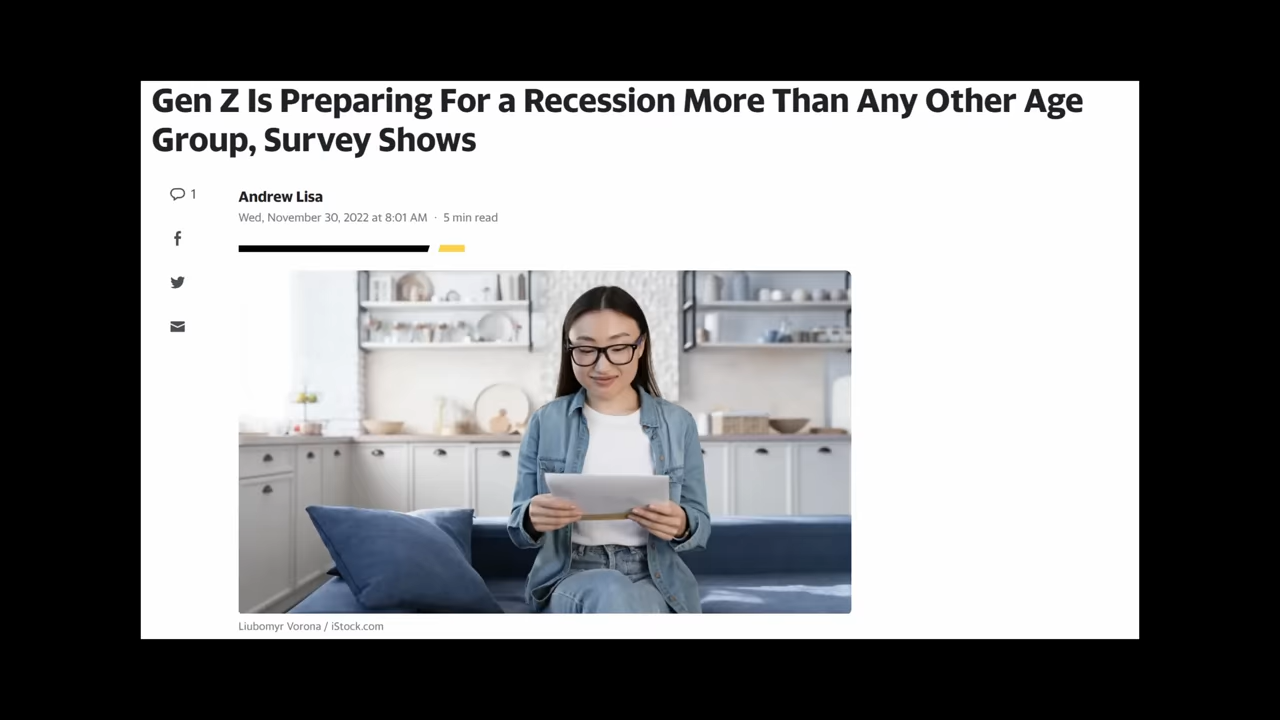 Gen Z Is Preparing For a Recession More Than Any Other Age
Group, Survey Shows
1
Andrew Lisa
Wed, November 30, 2022 at 8:01 AM · 5 min read
Liubomyr Vorona / iStock.com